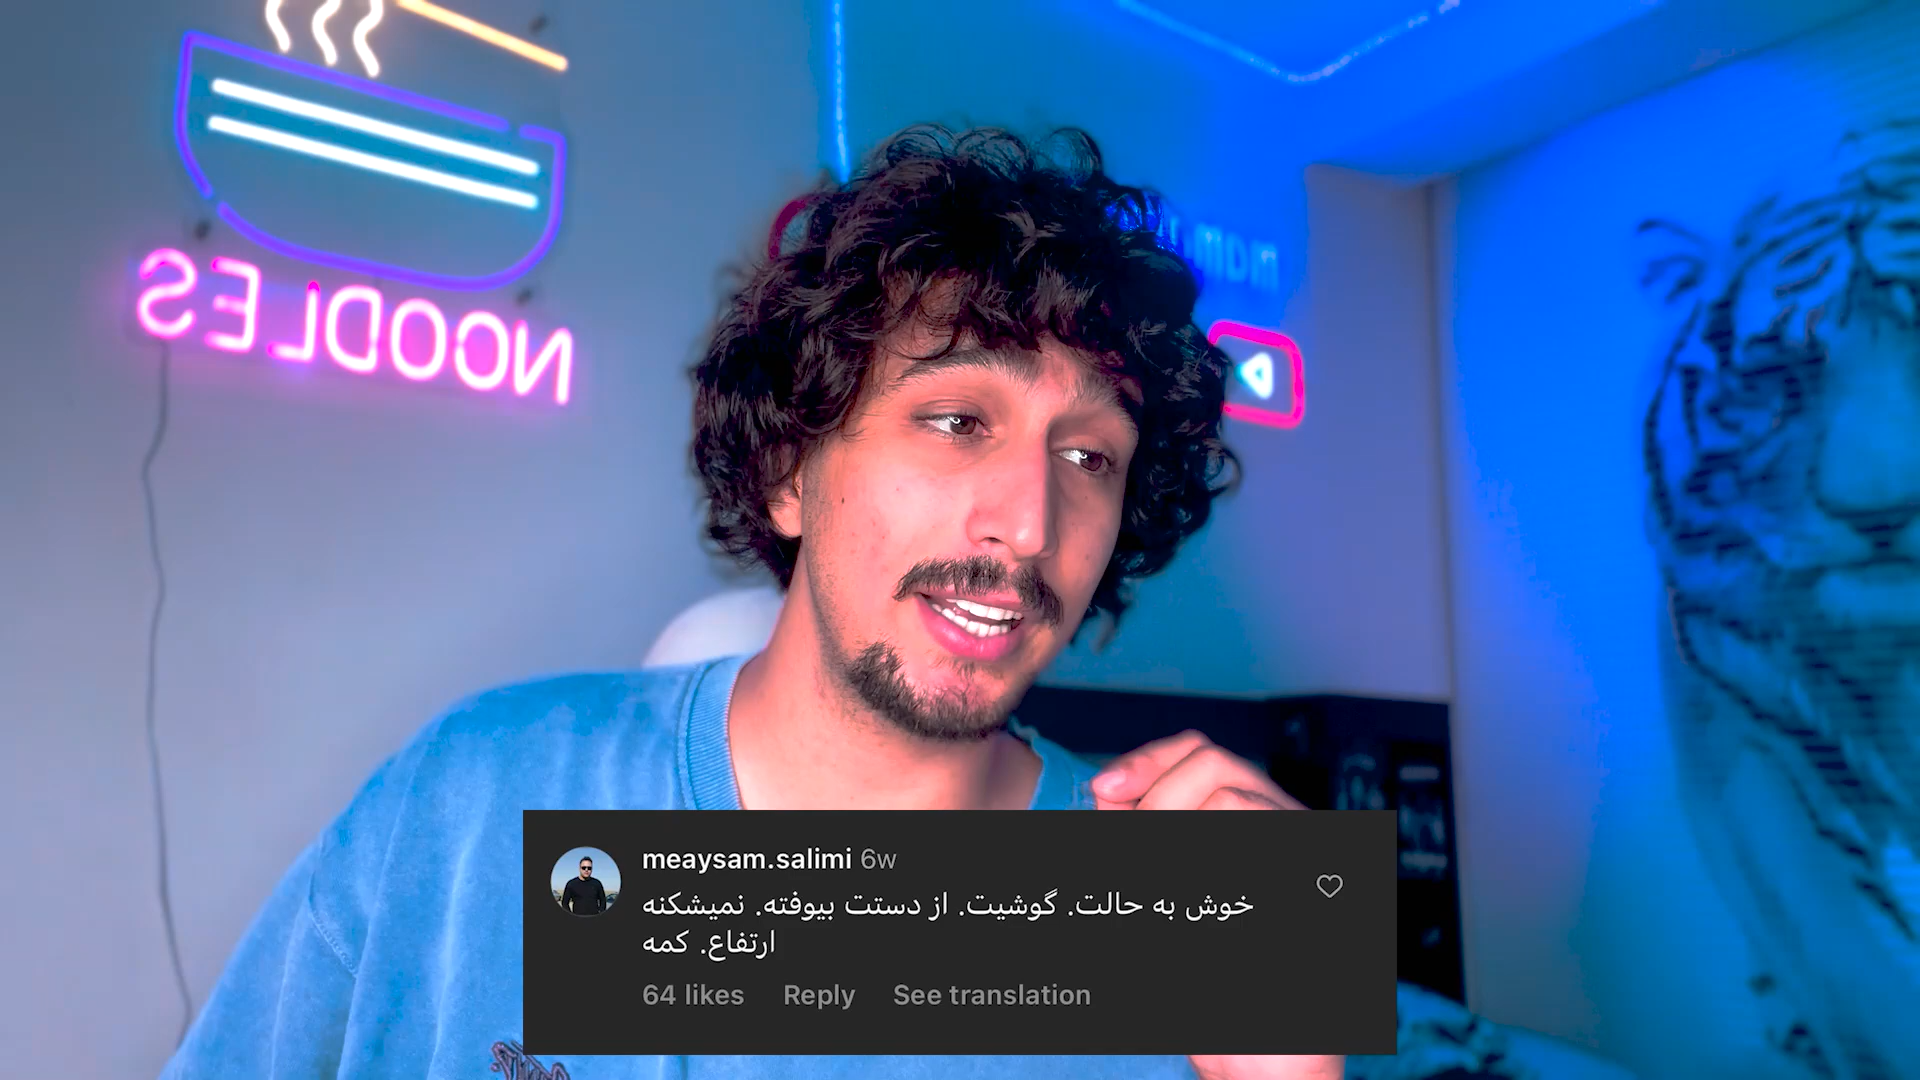 NOODLES
meaysam.salimi 6w
خوش به حالت. گوشیت. از دستت بیوفته. نمیشکنه
ارتفاع. کمه
64 likes Reply See translation